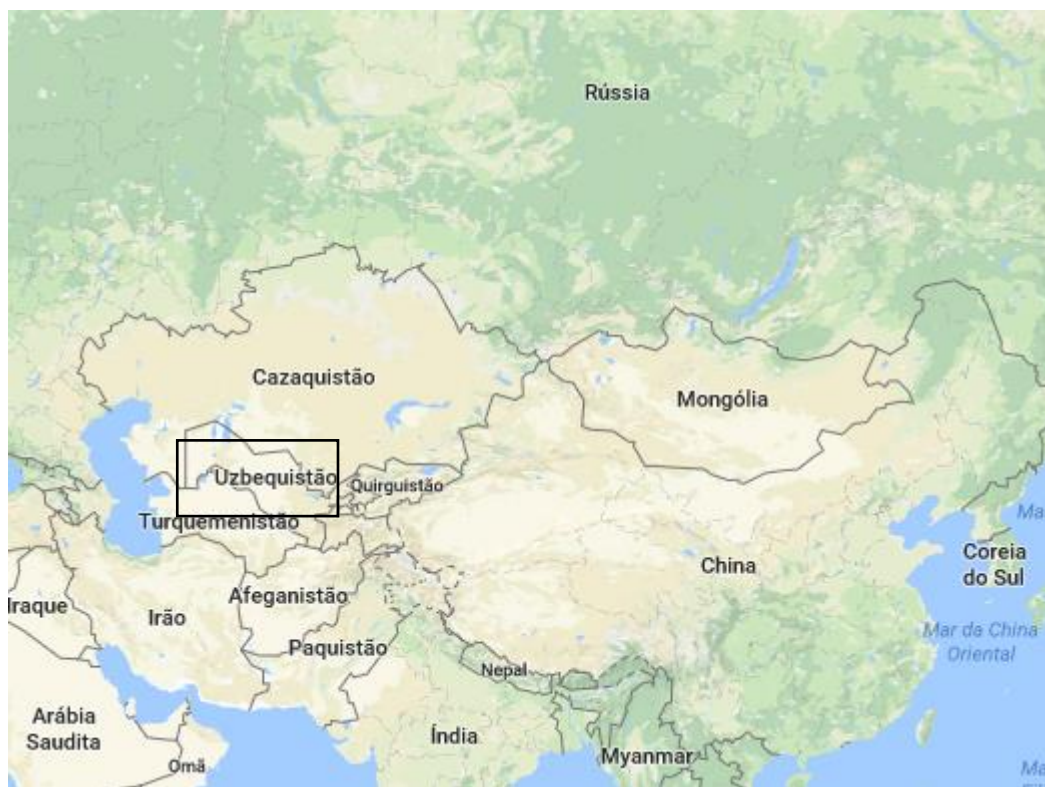 Rússia
Cazaquistão
Mongólia
Uzbequistão
Quirguistão
Turquemenistão
Ma
Coreia
do Sul
China
Afeganistão
Iraque
Irão
Mar da China
Oriental
Paquistão
Nepal
Arábia
Saudita
Índia
Myanmar
Omã
Ma